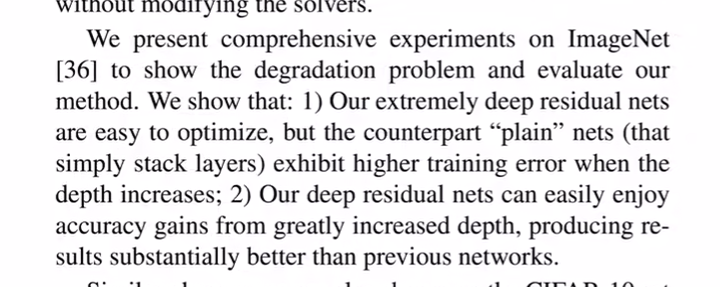 without modifying the solvers.
We present comprehensive experiments on ImageNet
[36] to show the degradation problem and evaluate our
method. We show that: 1) Our extremely deep residual nets
are easy to optimize, but the counterpart “plain” nets (that
simply stack layers) exhibit higher training error when the
depth increases; 2) Our deep residual nets can easily enjoy
accuracy gains from greatly increased depth, producing re-
sults substantially better than previous networks.